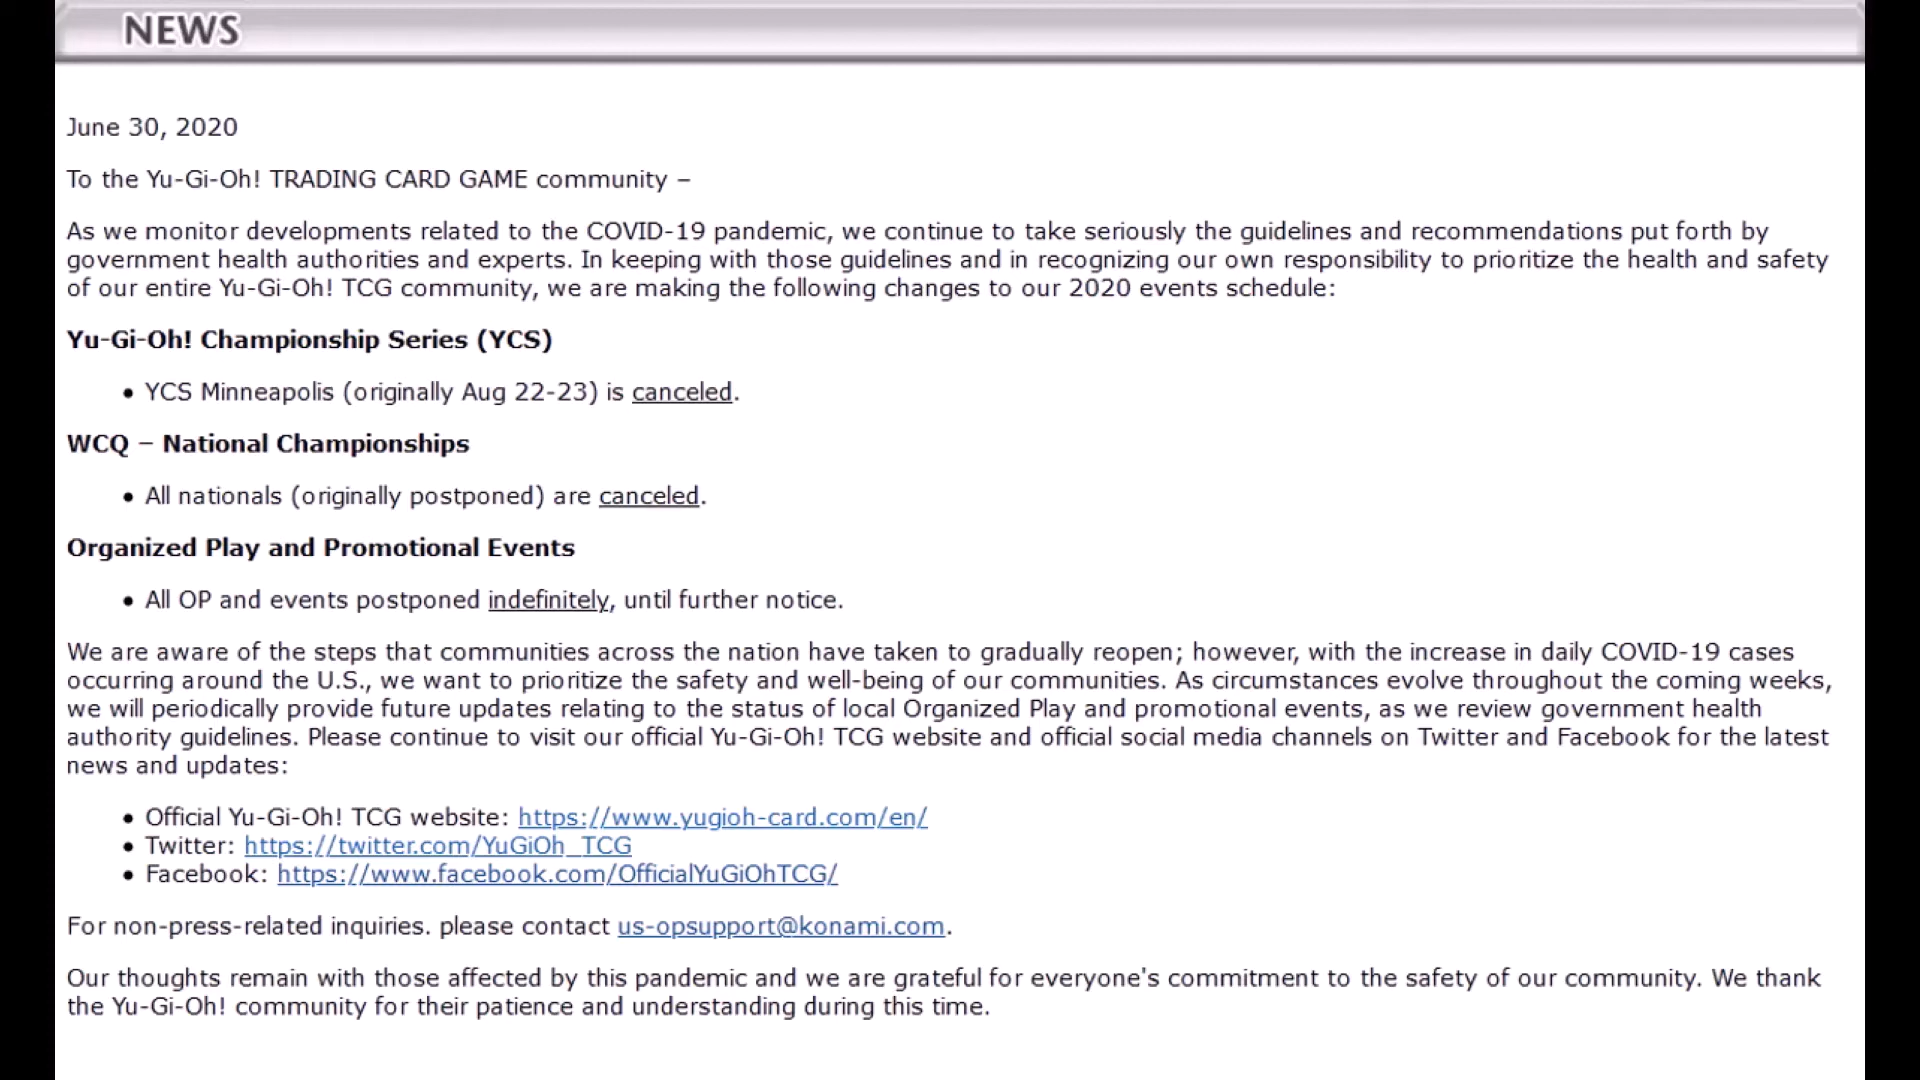 NEWS
June 30, 2020
To the Yu-Gi-Oh! TRADING CARD GAME community –
As we monitor developments related to the COVID-19 pandemic, we continue to take seriously the guidelines and recommendations put forth by
government health authorities and experts. In keeping with those guidelines and in recognizing our own responsibility to prioritize the health and safety
of our entire Yu-Gi-Oh! TCG community, we are making the following changes to our 2020 events schedule:
Yu-Gi-Oh! Championship Series (YCS)
• YCS Minneapolis (originally Aug 22-23) is canceled.
WCQ – National Championships
• All nationals (originally postponed) are canceled.
Organized Play and Promotional Events
• All OP and events postponed indefinitely, until further notice.
We are aware of the steps that communities across the nation have taken to gradually reopen; however, with the increase in daily COVID-19 cases
occurring around the U.S., we want to prioritize the safety and well-being of our communities. As circumstances evolve throughout the coming weeks,
we will periodically provide future updates relating to the status of local Organized Play and promotional events, as we review government health
authority guidelines. Please continue to visit our official Yu-Gi-Oh! TCG website and official social media channels on Twitter and Facebook for the latest
news and updates:
• Official Yu-Gi-Oh! TCG website: https://www.yugioh-card.com/en/
• Twitter: https://twitter.com/YuGiOh_TCG
• Facebook: https://www.facebook.com/OfficialYuGiOhTCG/
For non-press-related inquiries. please contact us-opsupport@konami.com.
Our thoughts remain with those affected by this pandemic and we are grateful for everyone's commitment to the safety of our community. We thank
the Yu-Gi-Oh! community for their patience and understanding during this time.